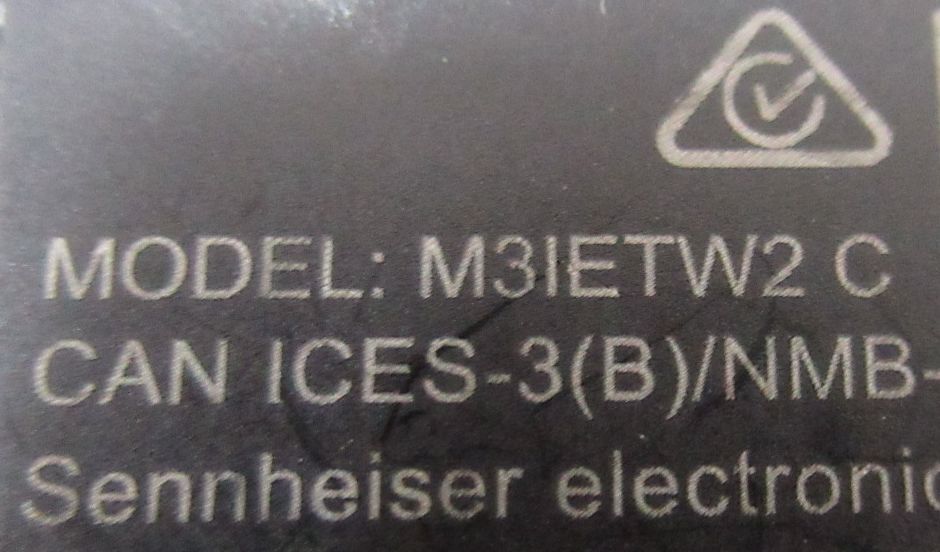 MODEL: M3IETW2 C
CAN ICES-3(B)/NMB-
Sennheiser electronic